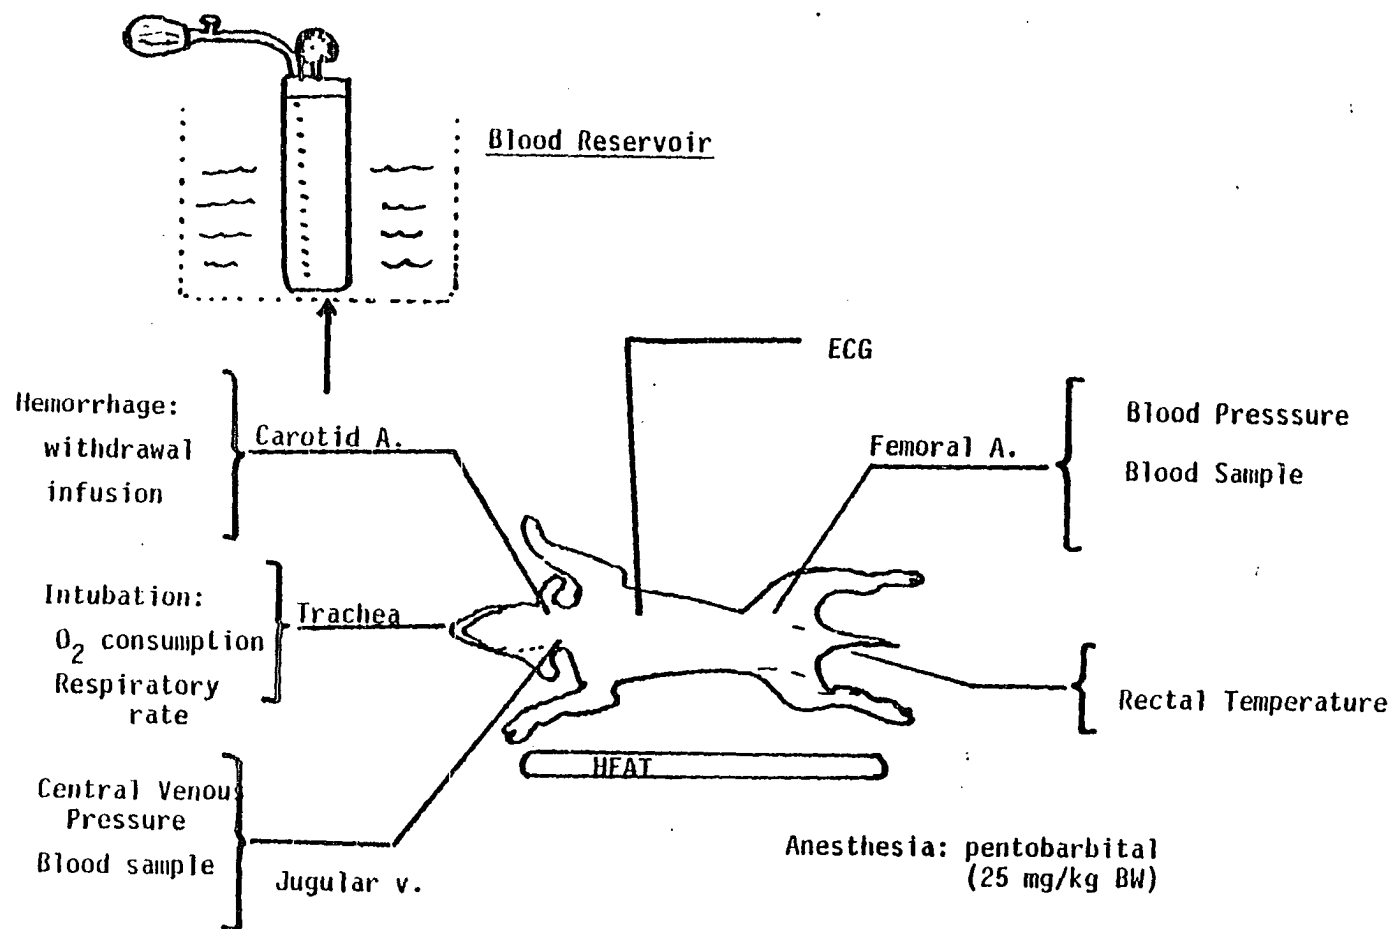 Blood Reservoir
ECG
Hemorrhage:
withdrawal
infusion
Carotid A.
Femoral A.
Blood Presssure
Blood Sample
Intubation:
O2 consumption
Respiratory
rate
Trachea
Rectal Temperature
HEAT
Central Venous
Pressure
Blood sample
Jugular v.
Anesthesia: pentobarbital
(25 mg/kg BW)